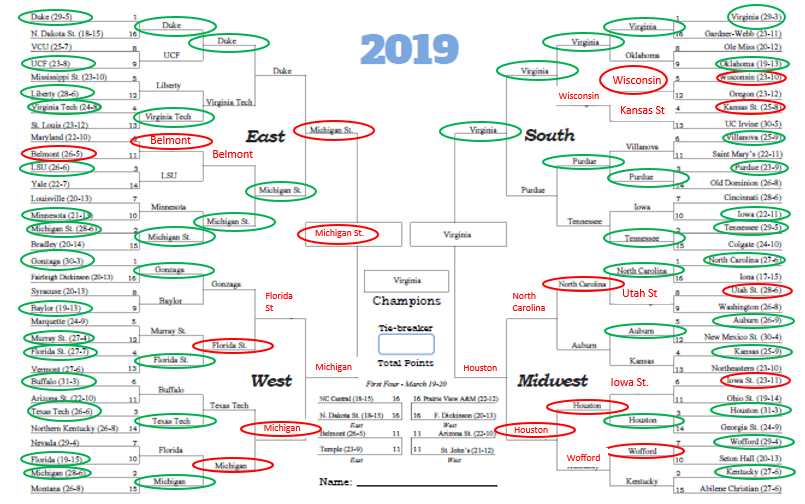 2019
Duke (29-5) 1
N. Dakota St. (18-15) 16
VCU (25-7) 8
UCF (23-8) 9
Mississippi St. (23-10) 5
Liberty (28-6) 12
Virginia Tech (24-8) 4
St. Louis (23-12) 13
Maryland (22-10) 6
Belmont (26-5) 11
LSU (26-6) 3
Yale (22-7) 14
Louisville (20-13) 7
Minnesota (21-13) 10
Michigan St. (28-6) 2
Bradley (20-14) 15
Duke
UCF
Liberty
Virginia Tech
Belmont
LSU
Minnesota
Michigan St.
Duke
Virginia Tech
Belmont
Michigan St.
Duke
Michigan St.
Michigan St.
East
Gonzaga (30-3) 1
Fairleigh Dickinson (20-13) 16
Syracuse (20-13) 8
Baylor (19-13) 9
Marquette (24-9) 5
Murray St. (27-4) 12
Florida St. (27-7) 4
Vermont (27-6) 13
Buffalo (31-3) 6
Arizona St. (22-10) 11
Texas Tech (26-6) 3
Northern Kentucky (26-8) 14
Nevada (29-4) 7
Florida (19-15) 10
Michigan (28-6) 2
Montana (26-8) 15
Gonzaga
Baylor
Murray St.
Florida St.
Buffalo
Texas Tech
Florida
Michigan
Gonzaga
Florida St.
Texas Tech
Michigan
Florida St
Michigan
Michigan
West
Virginia (29-3) 1
Gardner-Webb (23-11) 16
Ole Miss (20-12) 8
Oklahoma (19-13) 9
Wisconsin (23-10) 5
Oregon (23-12) 12
Kansas St. (25-8) 4
UC Irvine (30-5) 13
Villanova (25-9) 6
Saint Mary's (22-11) 11
Purdue (23-9) 3
Old Dominion (26-8) 14
Cincinnati (28-6) 7
Iowa (22-11) 10
Tennessee (29-5) 2
Colgate (24-10) 15
Virginia
Oklahoma
Wisconsin
Kansas St
Villanova
Purdue
Iowa
Tennessee
Virginia
Wisconsin
Purdue
Tennessee
Virginia
Purdue
Virginia
Virginia
South
North Carolina (27-6) 1
Iona (17-15) 16
Utah St. (28-6) 8
Washington (26-8) 9
Auburn (26-9) 5
New Mexico St. (30-4) 12
Kansas (25-9) 4
Northeastern (23-10) 13
Iowa St. (23-11) 6
Ohio St. (19-14) 11
Houston (31-3) 3
Georgia St. (24-9) 14
Wofford (29-4) 7
Seton Hall (20-13) 10
Kentucky (27-6) 2
Abilene Christian (27-6) 15
North Carolina
Utah St
Auburn
Kansas
Iowa St.
Houston
Wofford
Kentucky
North Carolina
Auburn
Houston
Wofford
North Carolina
Houston
Houston
Midwest
Virginia
Champions
Tie-breaker
Total Points
First Four - March 19-20
NC Central (18-15) 16 16 Prairie View A&M (22-12)
N. Dakota St. (18-15) 16 16 F. Dickinson (20-13)
East West
Belmont (26-5) 11 11 Arizona St. (22-10)
Temple (23-9) 11 11 St. John's (21-12)
East West
Name: